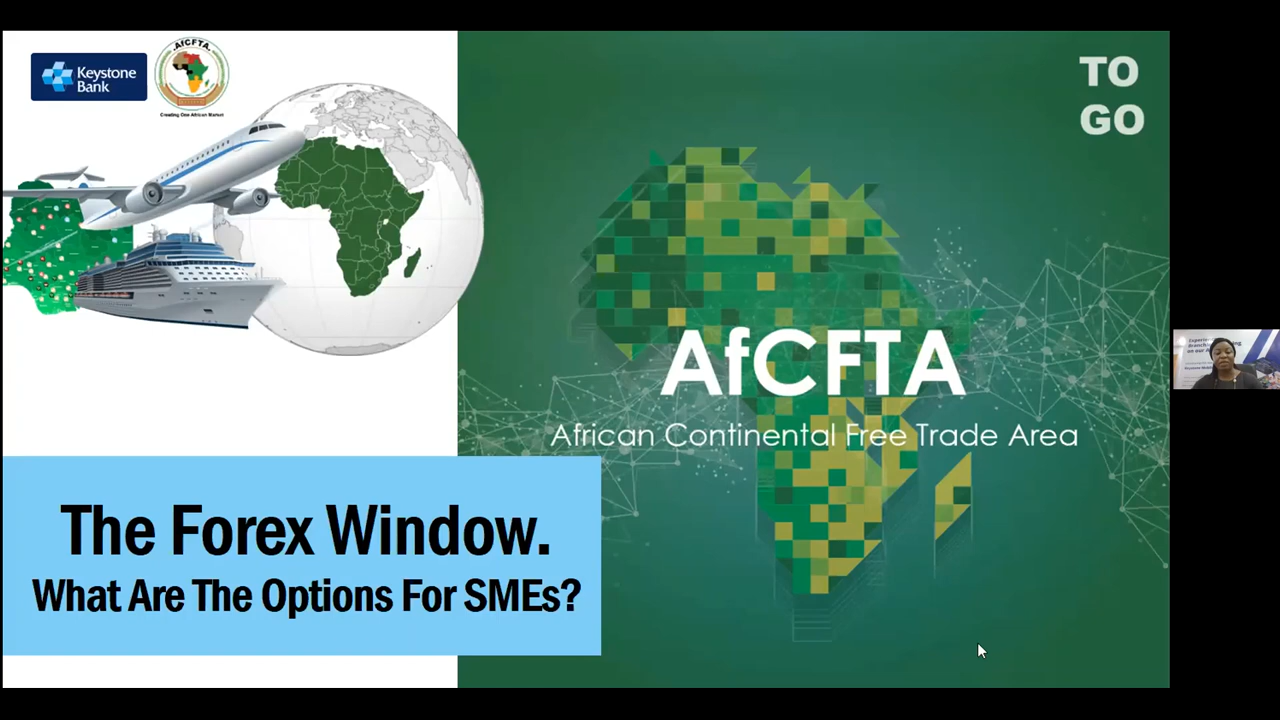 Keystone
Bank
AfCFTA
Creating One African Market
TO
GO
AfCFTA
African Continental Free Trade Area
The Forex Window.
What Are The Options For SMEs?